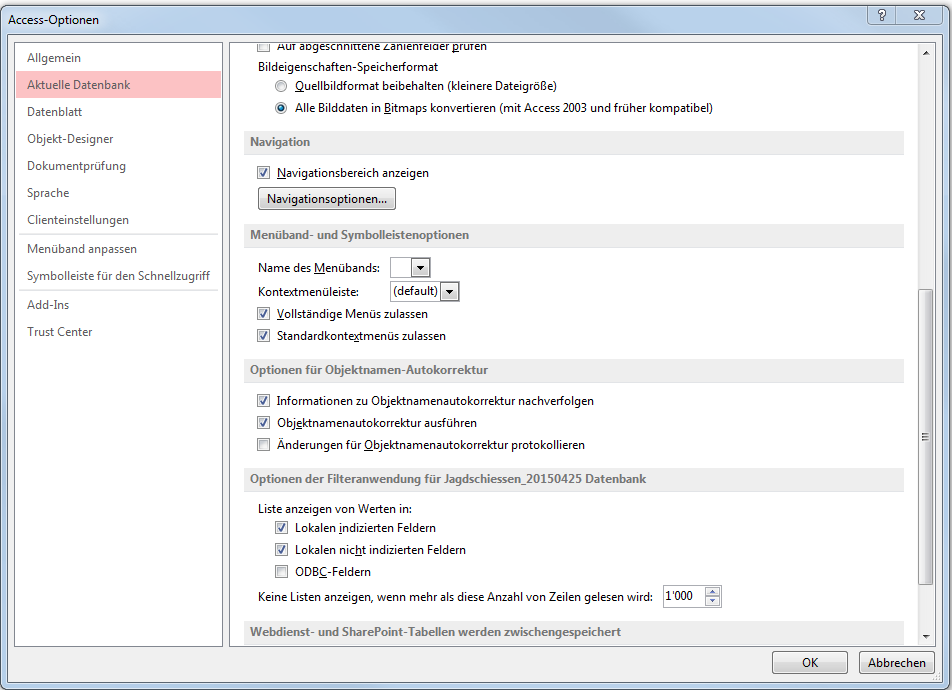 Access-Optionen
Allgemein
Aktuelle Datenbank
Datenblatt
Objekt-Designer
Dokumentprüfung
Sprache
Clienteinstellungen
Menüband anpassen
Symbolleiste für den Schnellzugriff
Add-Ins
Trust Center
Auf abgeschnittene Zahlenfelder prüfen
Bildeigenschaften-Speicherformat
Quellbildformat beibehalten (kleinere Dateigröße)
Alle Bilddaten in Bitmaps konvertieren (mit Access 2003 und früher kompatibel)
Navigation
Navigationsbereich anzeigen
Navigationsoptionen...
Menüband- und Symbolleistenoptionen
Name des Menübands:
Kontextmenüleiste: (default)
Vollständige Menüs zulassen
Standardkontextmenüs zulassen
Optionen für Objektnamen-Autokorrektur
Informationen zu Objektnamenautokorrektur nachverfolgen
Objektnamenautokorrektur ausführen
Änderungen für Objektnamenautokorrektur protokollieren
Optionen der Filteranwendung für Jagdschiessen_20150425 Datenbank
Liste anzeigen von Werten in:
Lokalen indizierten Feldern
Lokalen nicht indizierten Feldern
ODBC-Feldern
Keine Listen anzeigen, wenn mehr als diese Anzahl von Zeilen gelesen wird: 1'000
Webdienst- und SharePoint-Tabellen werden zwischengespeichert
OK Abbrechen